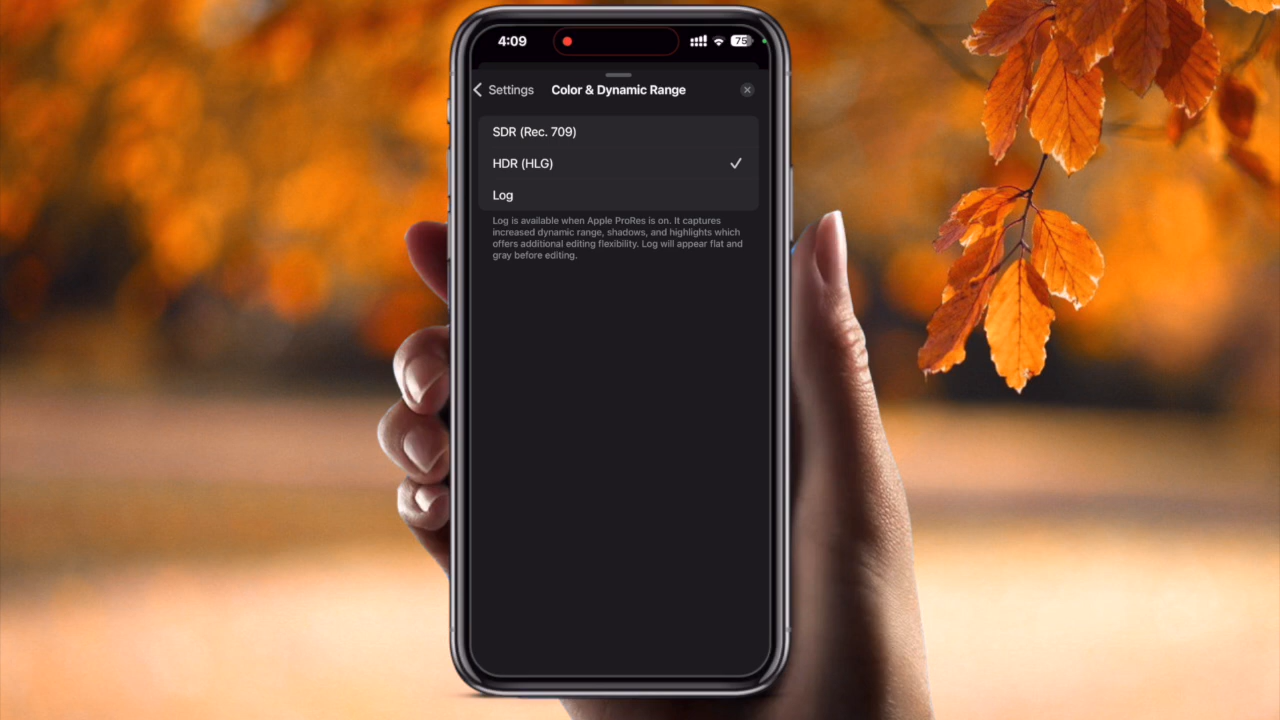 4:09
75
Settings
Color & Dynamic Range
SDR (Rec. 709)
HDR (HLG)
Log
Log is available when Apple ProRes is on. It captures
increased dynamic range, shadows, and highlights which
offers additional editing flexibility. Log will appear flat and
gray before editing.